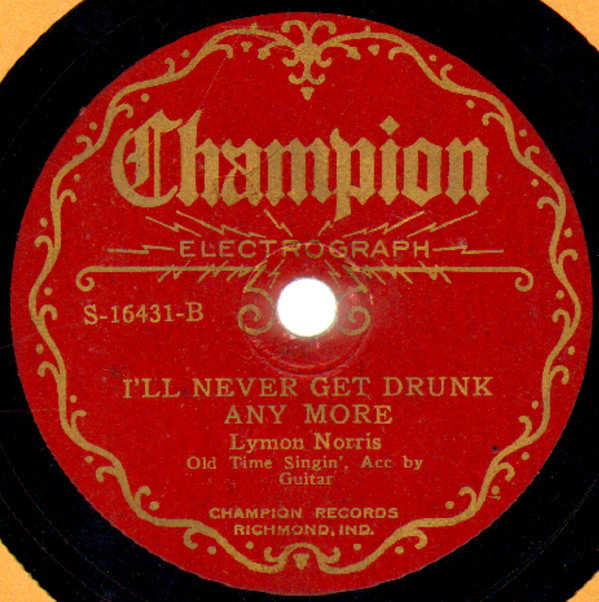 Champion
ELECTROGRAPH
S-16431-B
I'LL NEVER GET DRUNK
ANY MORE
Lymon Norris
Old Time Singin', Acc by
Guitar
CHAMPION RECORDS
RICHMOND, IND.